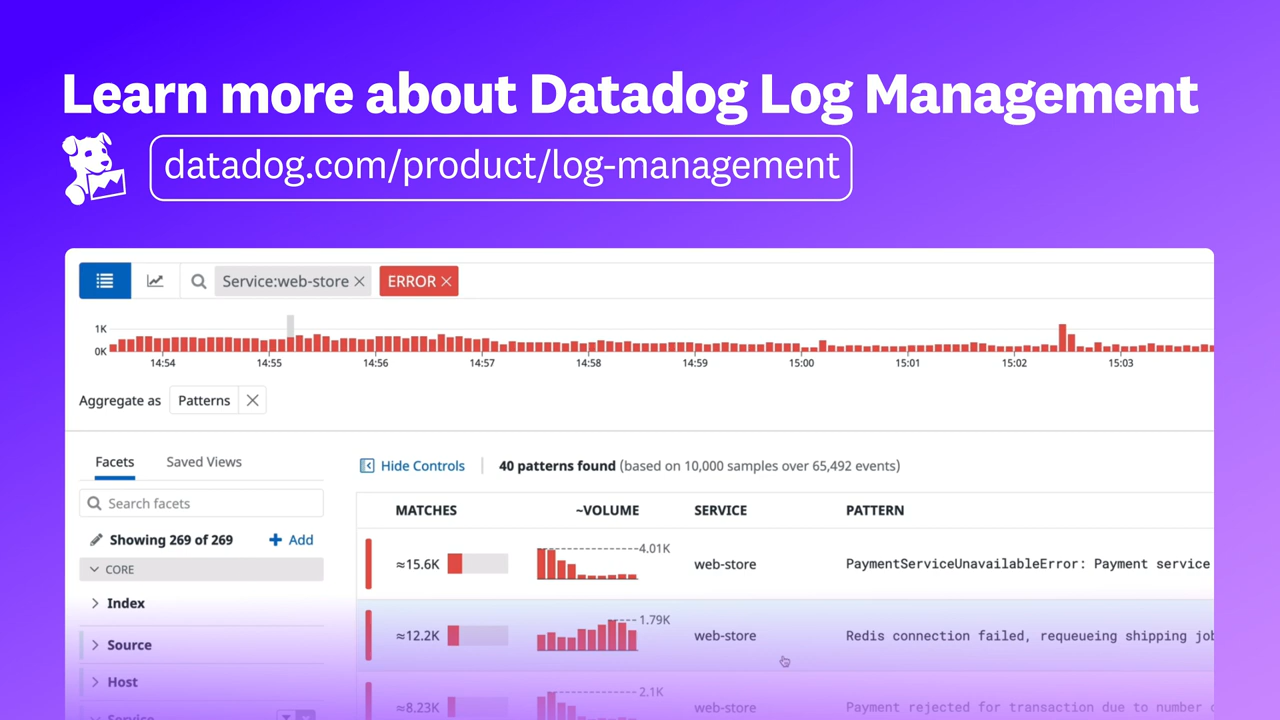 Learn more about Datadog Log Management
datadog.com/product/log-management
Service:web-store ERROR
1K
0K
14:54 14:55 14:56 14:57 14:58 14:59 15:00 15:01 15:02 15:03
Aggregate as Patterns
Facets Saved Views
Hide Controls 40 patterns found (based on 10,000 samples over 65,492 events)
Search facets
MATCHES ~VOLUME SERVICE PATTERN
Showing 269 of 269 Add
CORE
≈15.6K 4.01K web-store PaymentServiceUnavailableError: Payment service
Index
≈12.2K 1.79K web-store Redis connection failed, requeueing shipping job
Source
Host
≈8.23K 2.1K web-store Payment rejected for transaction due to number
Service